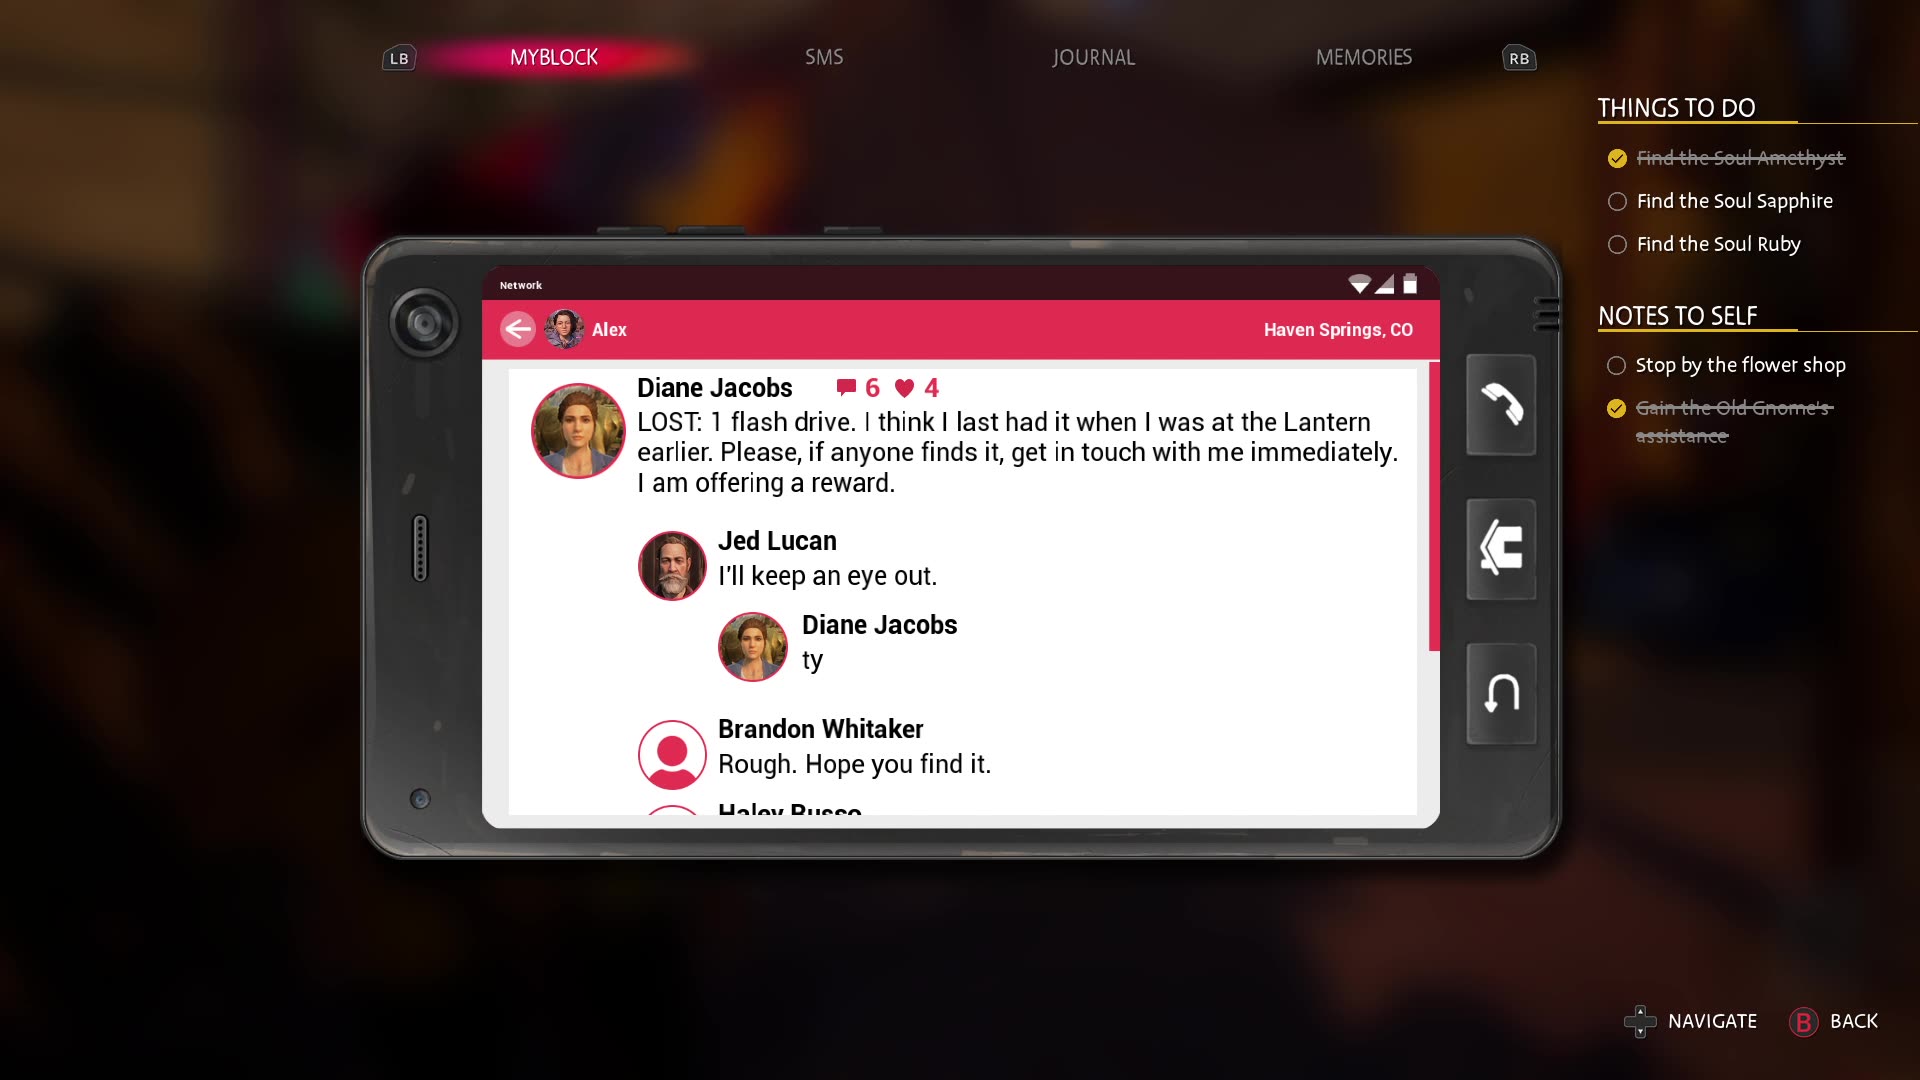 LB
MYBLOCK
SMS
JOURNAL
MEMORIES
RB
THINGS TO DO
Find the Soul Amethyst
Find the Soul Sapphire
Find the Soul Ruby
NOTES TO SELF
Stop by the flower shop
Gain the Old Gnome's
assistance
Network
Alex
Haven Springs, CO
Diane Jacobs 6 4
LOST: 1 flash drive. I think I last had it when I was at the Lantern
earlier. Please, if anyone finds it, get in touch with me immediately.
I am offering a reward.
Jed Lucan
I'll keep an eye out.
Diane Jacobs
ty
Brandon Whitaker
Rough. Hope you find it.
Haley Russo
NAVIGATE
B BACK